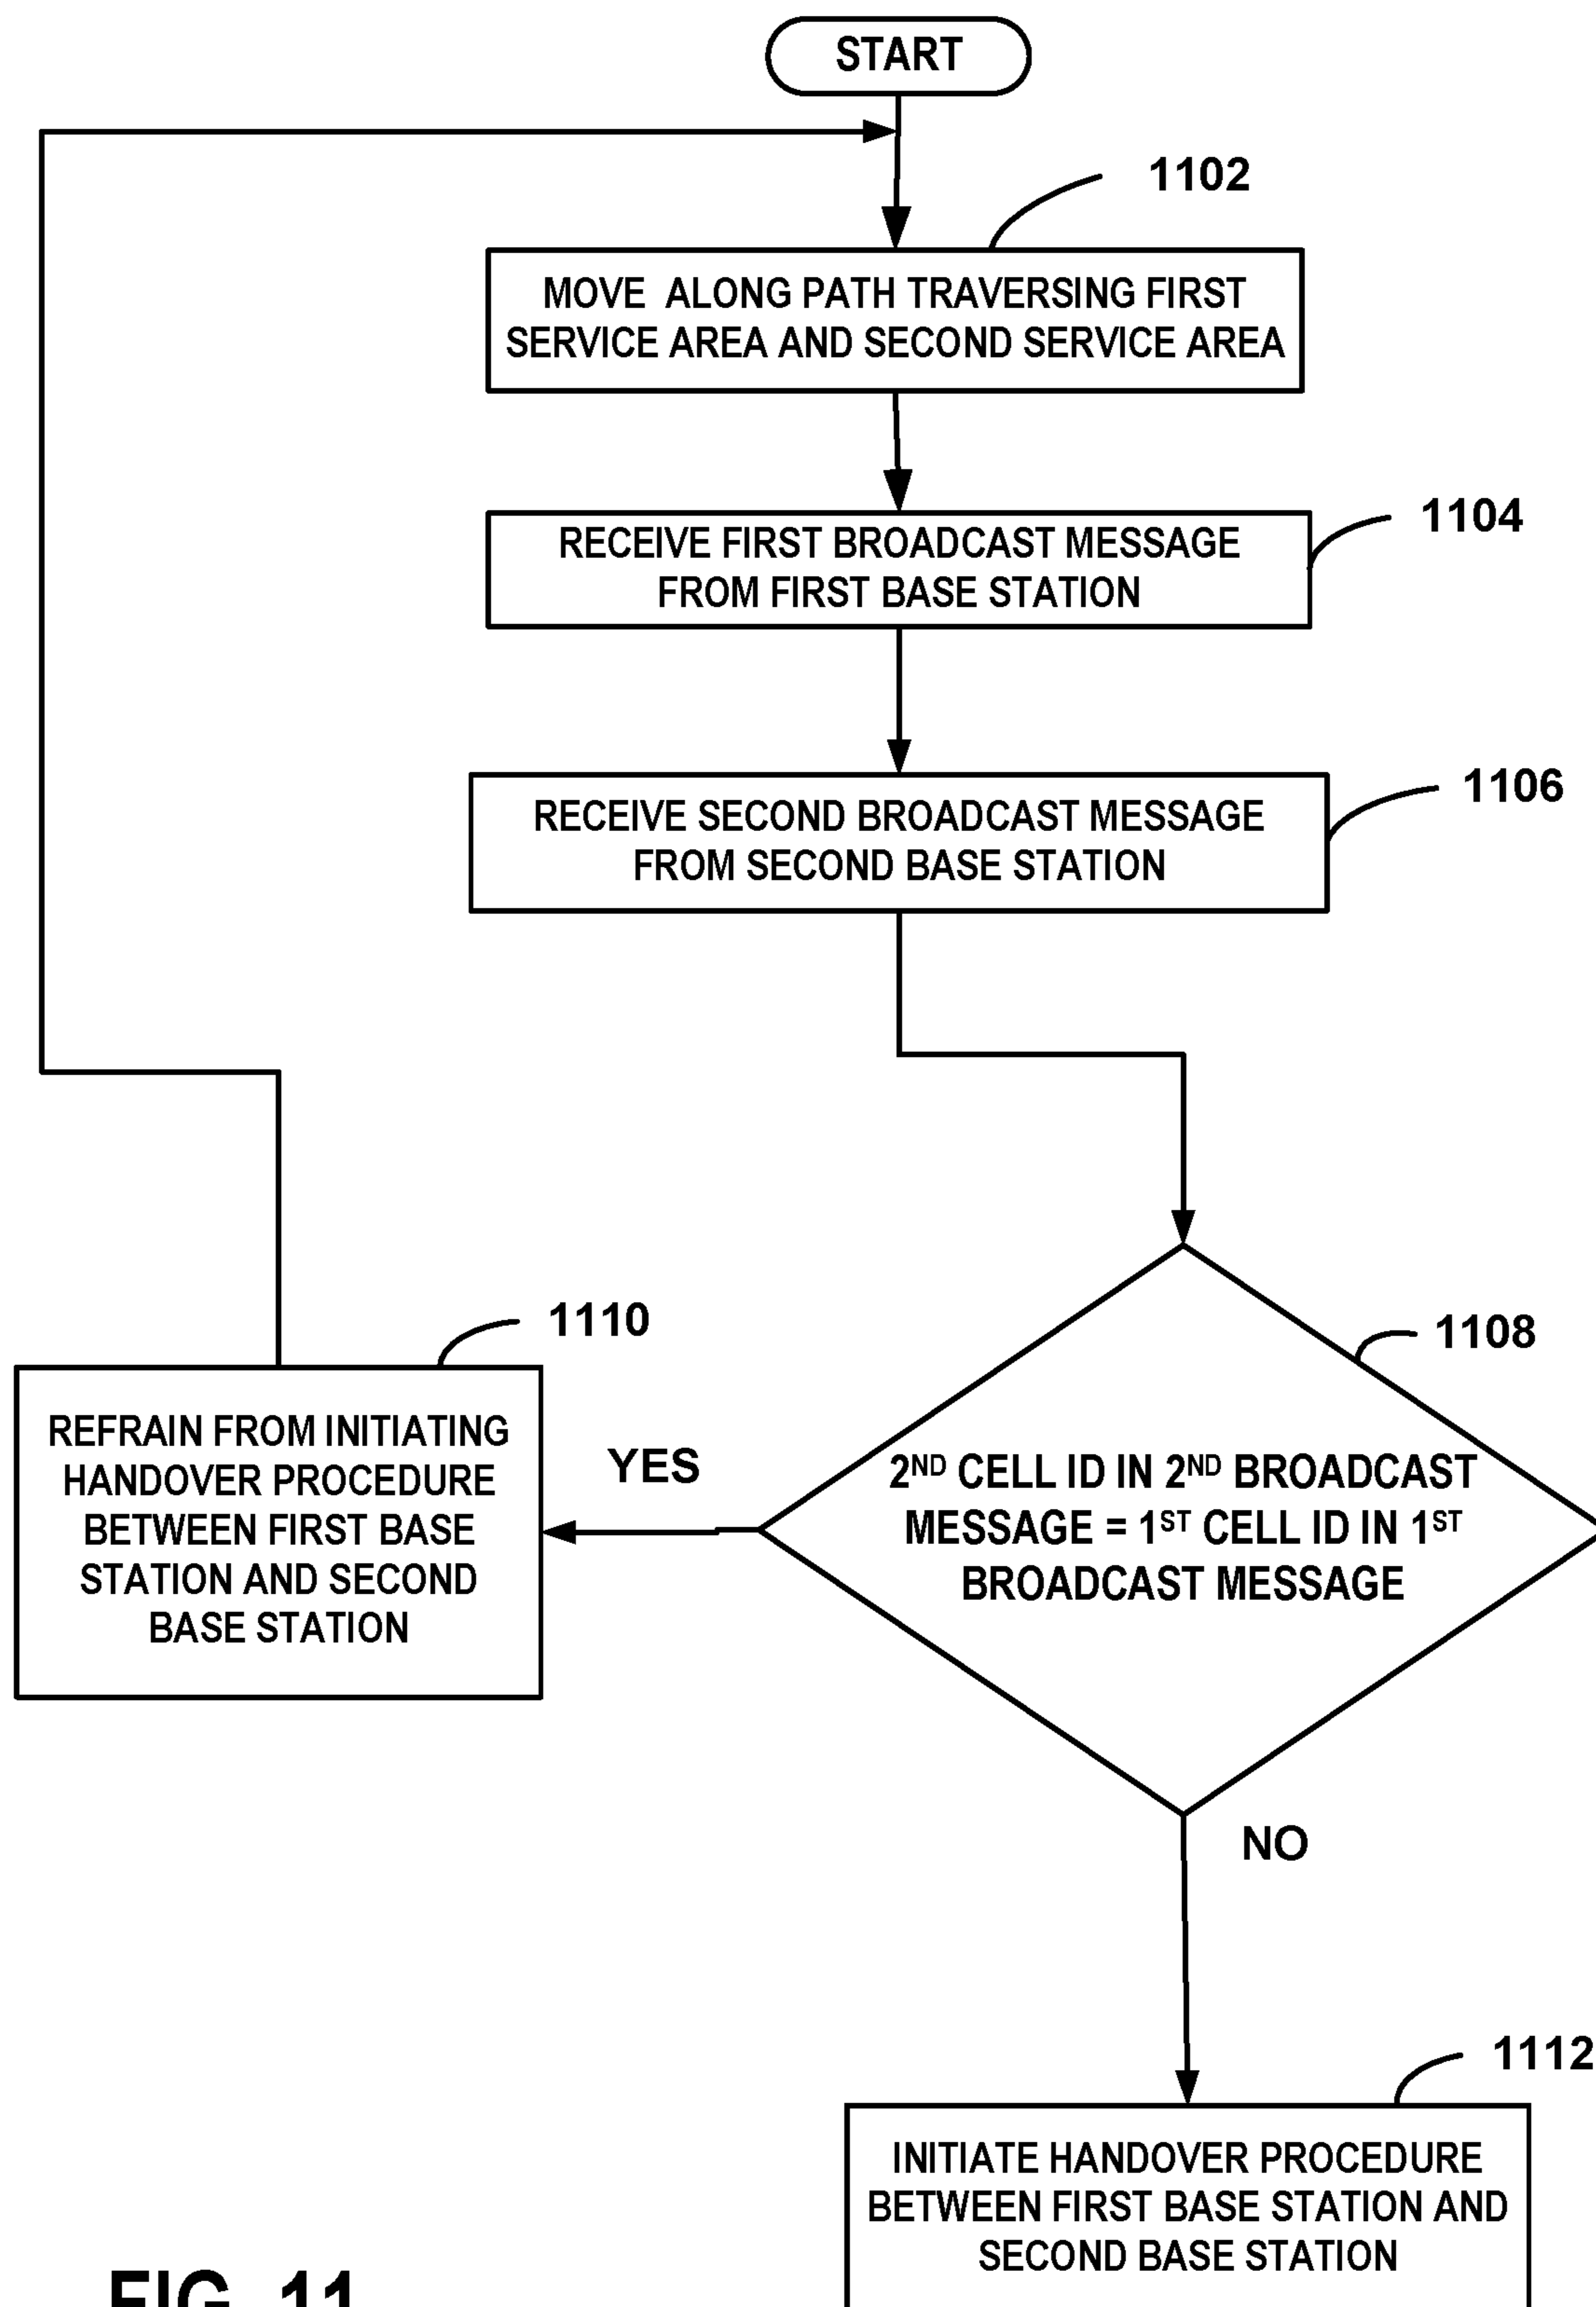 START
1102
MOVE ALONG PATH TRAVERSING FIRST
SERVICE AREA AND SECOND SERVICE AREA
1104
RECEIVE FIRST BROADCAST MESSAGE
FROM FIRST BASE STATION
1106
RECEIVE SECOND BROADCAST MESSAGE
FROM SECOND BASE STATION
1108
2ND CELL ID IN 2ND BROADCAST
MESSAGE = 1ST CELL ID IN 1ST
BROADCAST MESSAGE
YES
1110
REFRAIN FROM INITIATING
HANDOVER PROCEDURE
BETWEEN FIRST BASE
STATION AND SECOND
BASE STATION
NO
1112
INITIATE HANDOVER PROCEDURE
BETWEEN FIRST BASE STATION AND
SECOND BASE STATION
FIG. 11